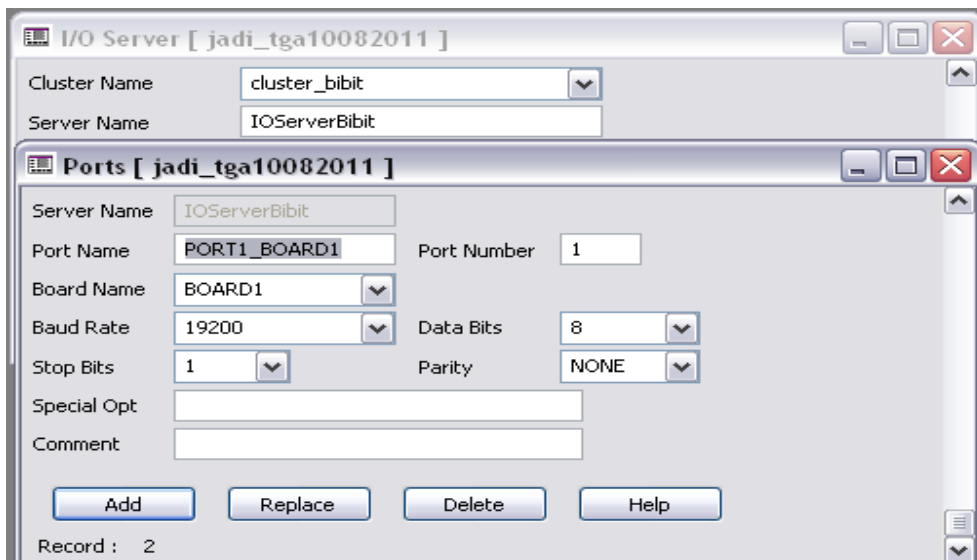 I/O Server [ jadi_tga10082011 ]
Cluster Name cluster_bibit
Server Name IOServerBibit
Ports [ jadi_tga10082011 ]
Server Name IOServerBibit
Port Name PORT1_BOARD1 Port Number 1
Board Name BOARD1
Baud Rate 19200 Data Bits 8
Stop Bits 1 Parity NONE
Special Opt
Comment
Add Replace Delete Help
Record : 2